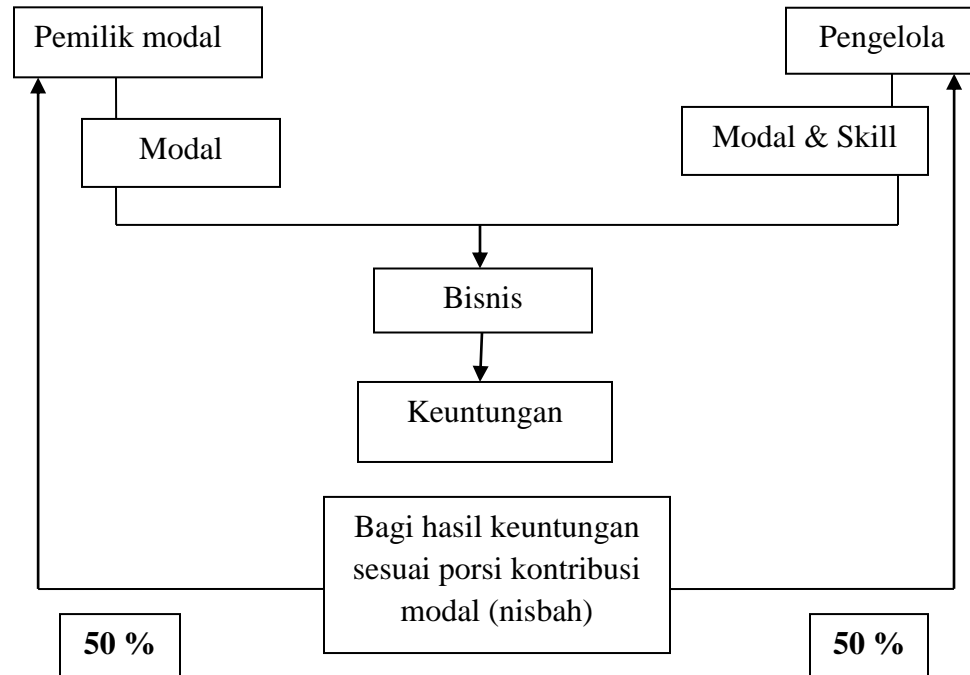 Pemilik modal
Pengelola
Modal
Modal & Skill
Bisnis
Keuntungan
Bagi hasil keuntungan
sesuai porsi kontribusi
modal (nisbah)
50 %
50 %